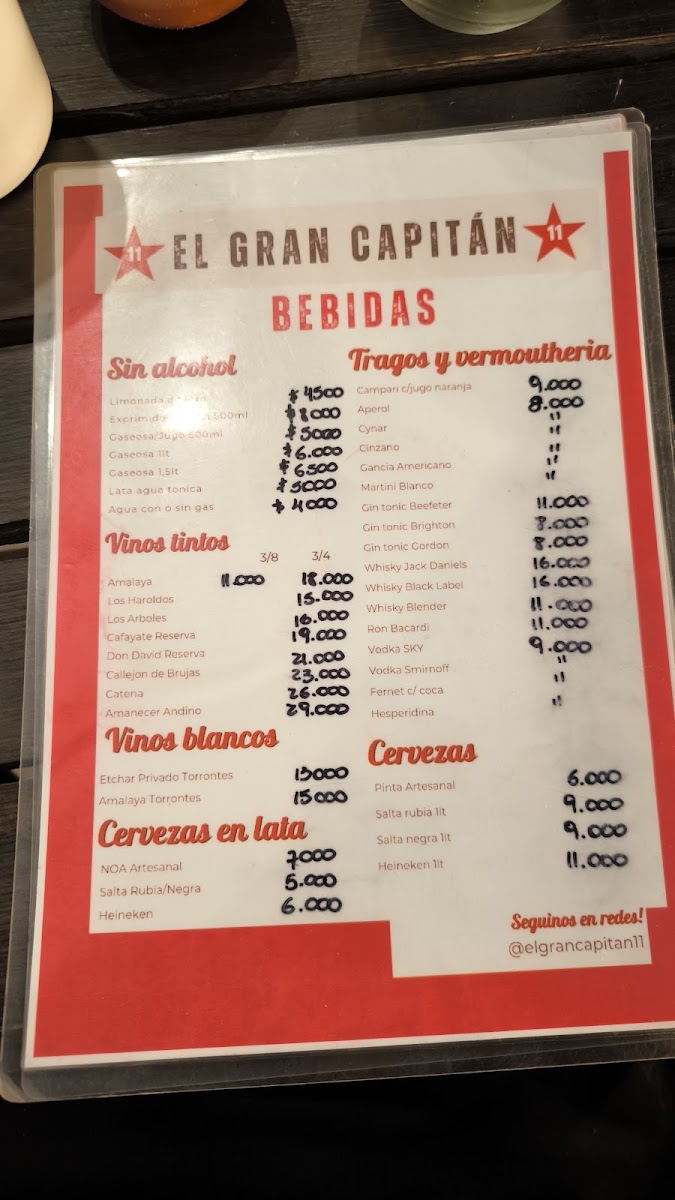 11 EL GRAN CAPITÁN 11
BEBIDAS
Sin alcohol
Limonada $ 4500
Exprimido 500ml $ 8000
Gaseosa/Jugo 500ml $ 5000
Gaseosa 1lt $ 6.000
Gaseosa 1,5lt $ 6500
Lata agua tonica $ 5000
Agua con o sin gas $ 4000
Vinos tintos
3/8 3/4
Amalaya 11.000 18.000
Los Haroldos 15.000
Los Arboles 16.000
Cafayate Reserva 19.000
Don David Reserva 21.000
Callejon de Brujas 23.000
Catena 26.000
Amanecer Andino 29.000
Vinos blancos
Etchar Privado Torrontes 15000
Amalaya Torrontes 15000
Cervezas en lata
NOA Artesanal 7000
Salta Rubia/Negra 5.000
Heineken 6.000
Tragos y vermoutheria
Campari c/jugo naranja 9.000
Aperol 8.000
Cynar "
Cinzano "
Gancia Americano "
Martini Blanco "
Gin tonic Beefeter 11.000
Gin tonic Brighton 8.000
Gin tonic Gordon 8.000
Whisky Jack Daniels 16.000
Whisky Black Label 16.000
Whisky Blender 11.000
Ron Bacardi 11.000
Vodka SKY 9.000
Vodka Smirnoff "
Fernet c/ coca "
Hesperidina "
Cervezas
Pinta Artesanal 6.000
Salta rubia 1lt 9.000
Salta negra 1lt 9.000
Heineken 1lt 11.000
Seguinos en redes!
@elgrancapitan11